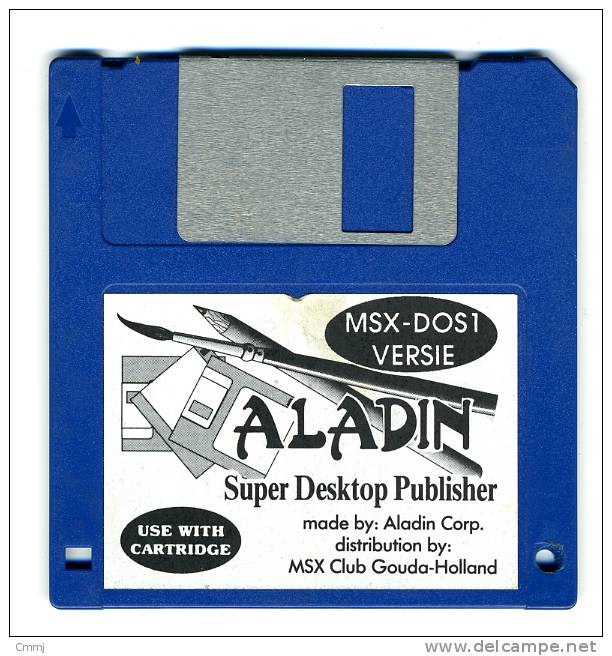 MSX-DOS1
VERSIE
ALADIN
Super Desktop Publisher
made by: Aladin Corp.
distribution by:
MSX Club Gouda-Holland
USE WITH
CARTRIDGE
Cmmj
delcampe.net